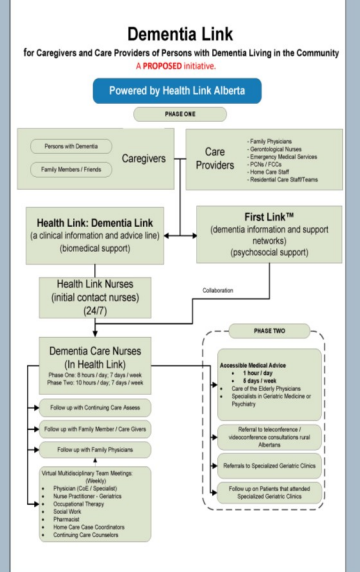 Dementia Link
for Caregivers and Care Providers of Persons with Dementia Living in the Community
A PROPOSED initiative.
Powered by Health Link Alberta
PHASE ONE
Persons with Dementia
Family Members / Friends
Caregivers
Care
Providers
- Family Physicians
- Gerontological Nurses
- Emergency Medical Services
- PCNs / FCCs
- Home Care Staff
- Residential Care Staff/Teams
Health Link: Dementia Link
(a clinical information and advice line)
(biomedical support)
First Link™
(dementia information and support
networks)
(psychosocial support)
Health Link Nurses
(initial contact nurses)
(24/7)
Collaboration
Dementia Care Nurses
(In Health Link)
Phase One: 8 hours / day; 7 days / week
Phase Two: 10 hours / day; 7 days / week
Follow up with Continuing Care Assess
Follow up with Family Member / Care Givers
Follow up with Family Physicians
Virtual Multidisciplinary Team Meetings:
(Weekly)
• Physician (CoE / Specialist)
• Nurse Practitioner - Geriatrics
• Occupational Therapy
• Social Work
• Pharmacist
• Home Care Case Coordinators
• Continuing Care Counselors
PHASE TWO
Accessible Medical Advice
• 1 hour / day
• 8 days / week
• Care of the Elderly Physicians
• Specialists in Geriatric Medicine or
Psychiatry
Referral to teleconference /
videoconference consultations rural
Albertans
Referrals to Specialized Geriatric Clinics
Follow up on Patients that attended
Specialized Geriatric Clinics